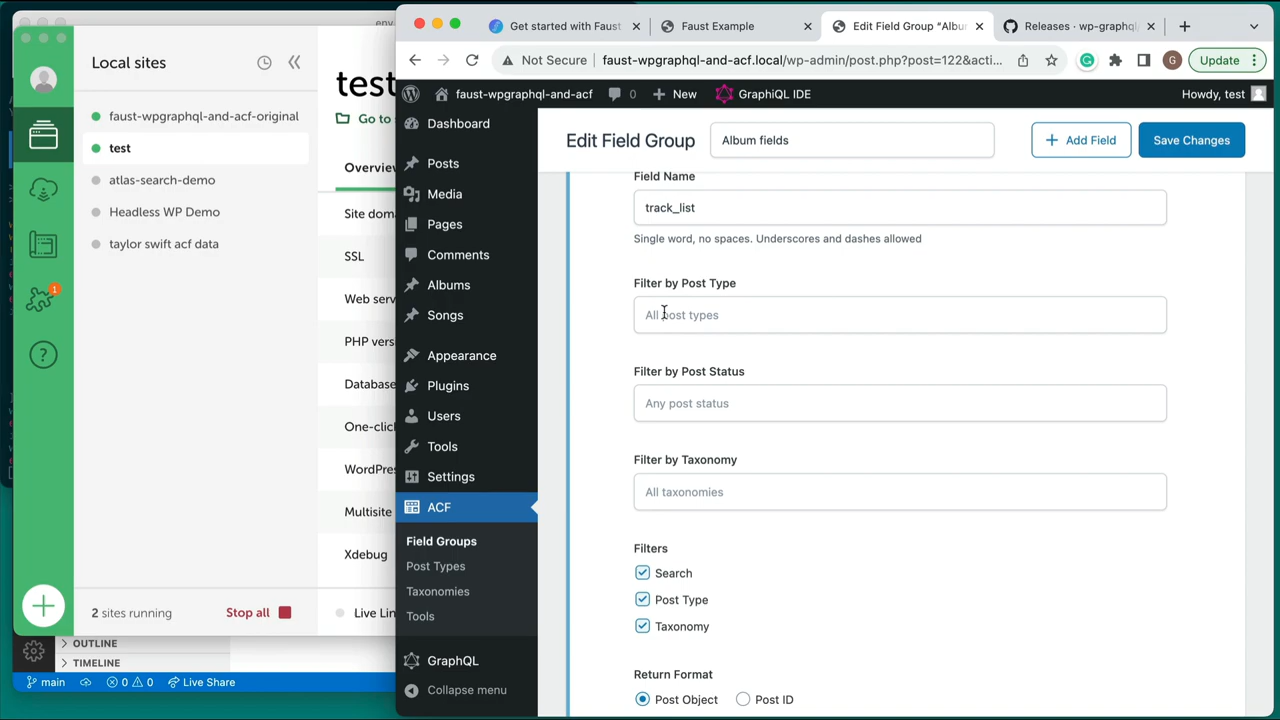 env
Local sites
faust-wpgraphql-and-acf-original
test
atlas-search-demo
Headless WP Demo
taylor swift acf data
1
2 sites running
Stop all
test
Go to
Overview
Site dom
SSL
Web serv
PHP vers
Database
One-clic
WordPres
Multisite
Xdebug
Live Lin
OUTLINE
TIMELINE
main
0
0
Live Share
Get started with Faust
Faust Example
Edit Field Group "Albu
Releases · wp-graphql
Not Secure
faust-wpgraphql-and-acf.local/wp-admin/post.php?post=122&acti...
G
Update
faust-wpgraphql-and-acf
0
New
GraphiQL IDE
Howdy, test
Dashboard
Posts
Media
Pages
Comments
Albums
Songs
Appearance
Plugins
Users
Tools
Settings
ACF
Field Groups
Post Types
Taxonomies
Tools
GraphQL
Collapse menu
Edit Field Group
Album fields
Add Field
Save Changes
Field Name
track_list
Single word, no spaces. Underscores and dashes allowed
Filter by Post Type
All post types
Filter by Post Status
Any post status
Filter by Taxonomy
All taxonomies
Filters
Search
Post Type
Taxonomy
Return Format
Post Object
Post ID